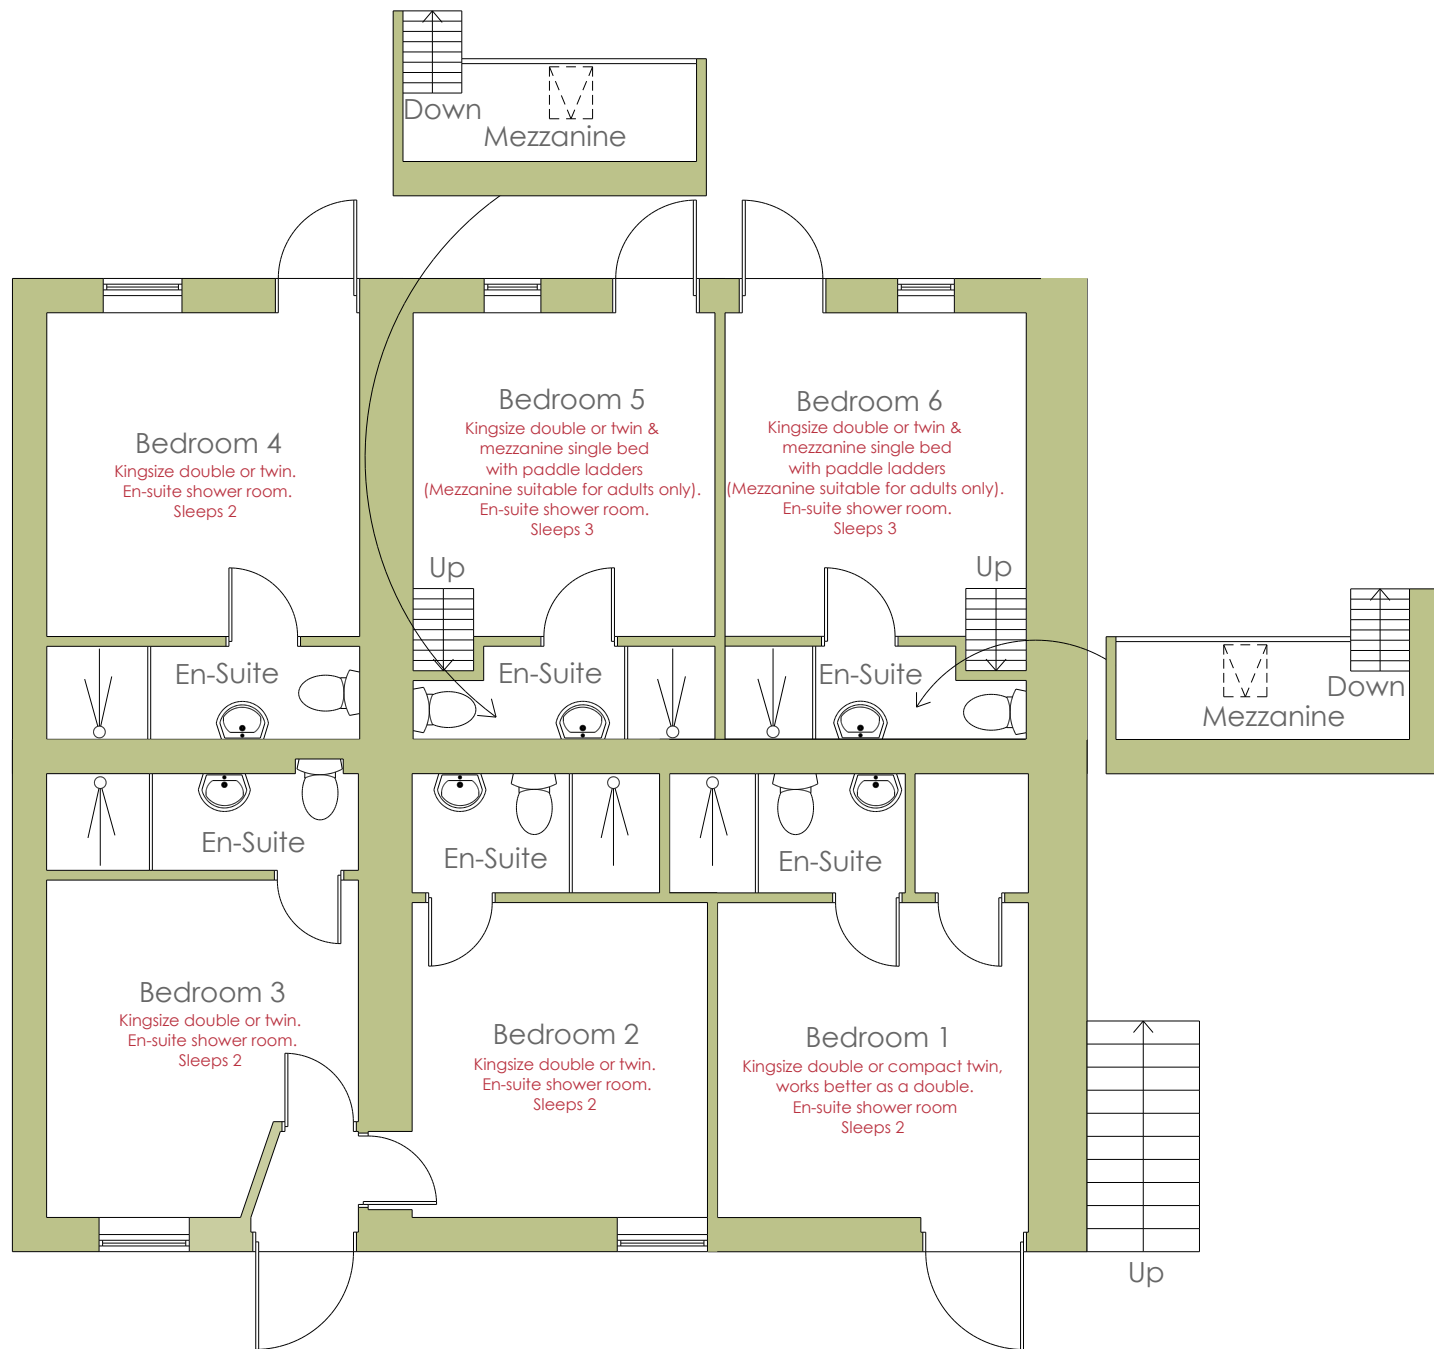 Down
Mezzanine
Bedroom 4
Kingsize double or twin.
En-suite shower room.
Sleeps 2
Bedroom 5
Kingsize double or twin &
mezzanine single bed
with paddle ladders
(Mezzanine suitable for adults only).
En-suite shower room.
Sleeps 3
Bedroom 6
Kingsize double or twin &
mezzanine single bed
with paddle ladders
(Mezzanine suitable for adults only).
En-suite shower room.
Sleeps 3
Up
Up
En-Suite
En-Suite
En-Suite
Down
Mezzanine
En-Suite
En-Suite
En-Suite
Bedroom 3
Kingsize double or twin.
En-suite shower room.
Sleeps 2
Bedroom 2
Kingsize double or twin.
En-suite shower room.
Sleeps 2
Bedroom 1
Kingsize double or compact twin,
works better as a double.
En-suite shower room
Sleeps 2
Up